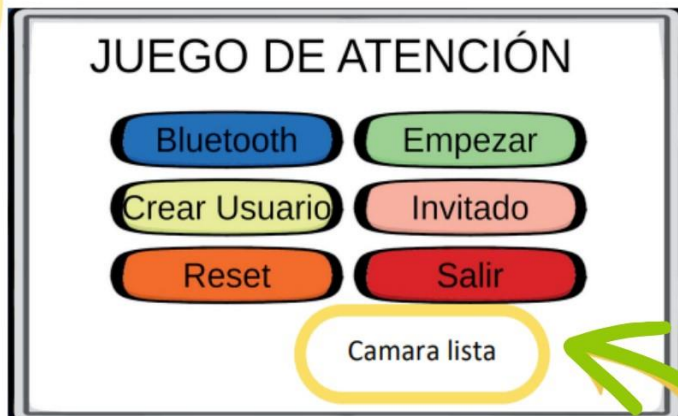 JUEGO DE ATENCIÓN
Bluetooth Empezar
Crear Usuario Invitado
Reset Salir
Camara lista